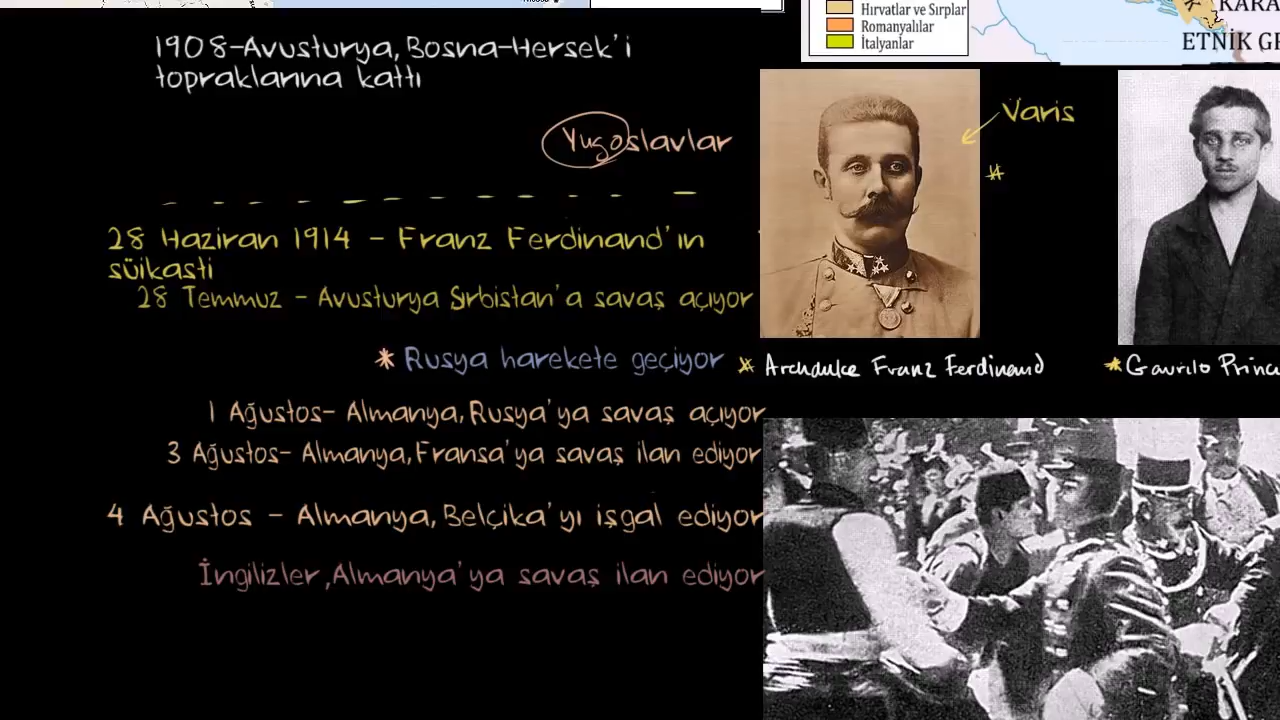 Hırvatlar ve Sırplar
Romanyalılar
İtalyanlar
KARA
ETNİK GE
1908-Avusturya, Bosna-Hersek'i
topraklarına kattı
Yugoslavlar
Varis
28 Haziran 1914 - Franz Ferdinand'ın
süikasti
28 Temmuz - Avusturya Sırbistan'a savaş açıyor
* Rusya harekete geçiyor
* Archduke Franz Ferdinand
* Gavrilo Princ
1 Ağustos- Almanya, Rusya'ya savaş açıyor
3 Ağustos- Almanya, Fransa'ya savaş ilan ediyor
4 Ağustos - Almanya, Belçika'yı işgal ediyor
İngilizler, Almanya'ya savaş ilan ediyor